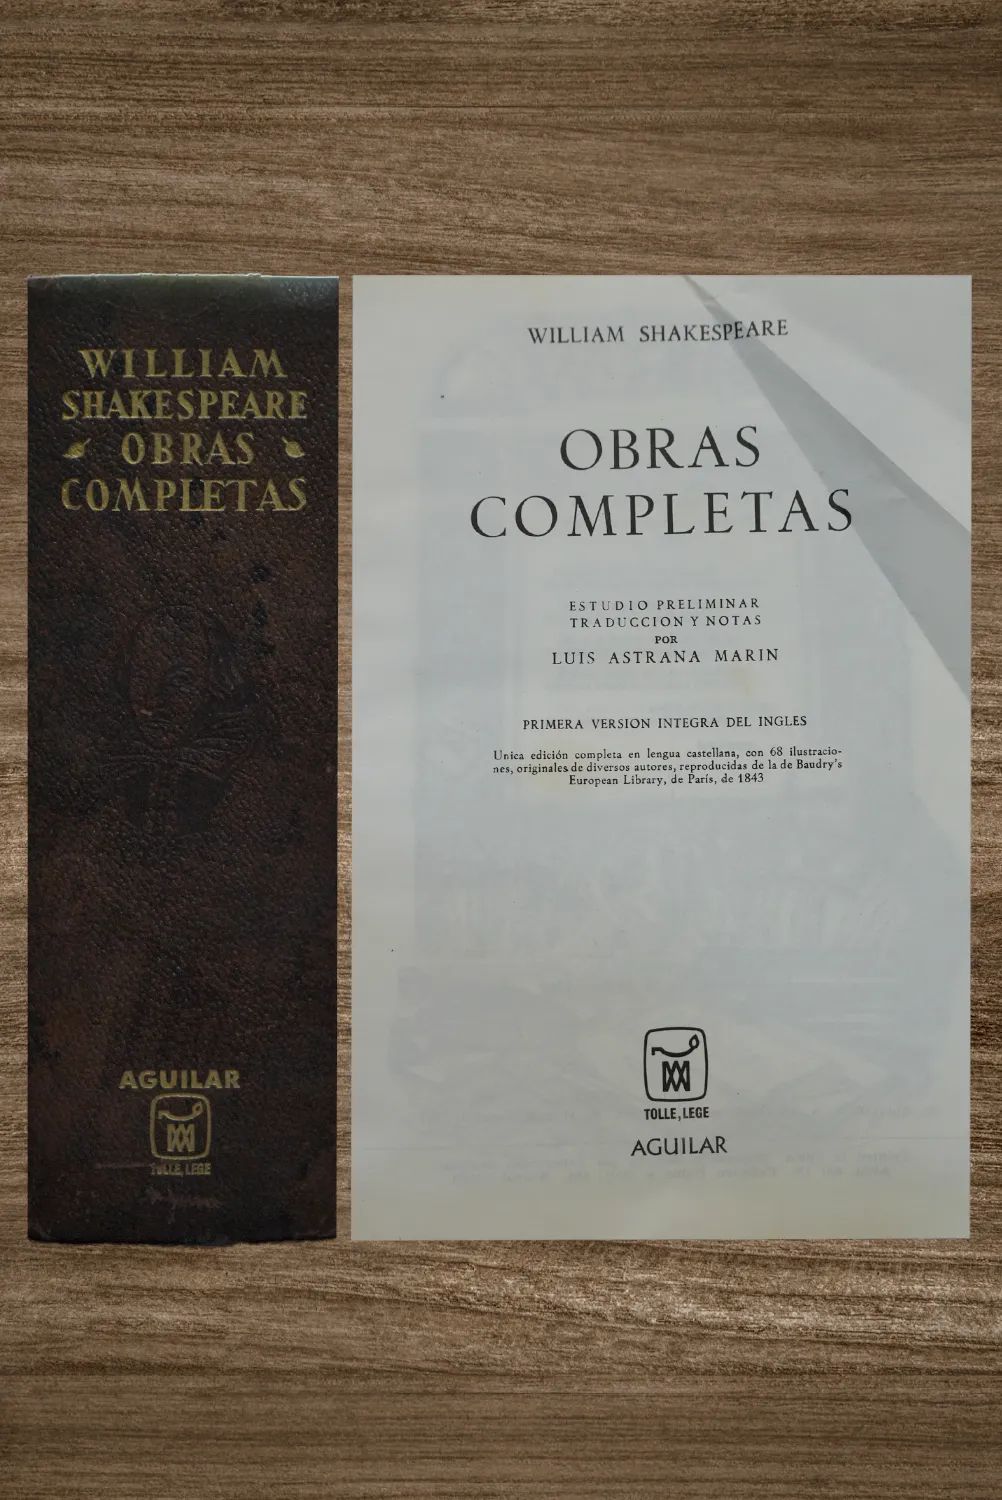 WILLIAM
SHAKESPEARE
OBRAS
COMPLETAS
AGUILAR
TOLLE, LEGE
WILLIAM SHAKESPEARE
OBRAS
COMPLETAS
ESTUDIO PRELIMINAR
TRADUCCION Y NOTAS
POR
LUIS ASTRANA MARIN
PRIMERA VERSION INTEGRA DEL INGLES
Unica edición completa en lengua castellana, con 68 ilustracio-
nes, originales de diversos autores, reproducidas de la de Baudry's
European Library, de París, de 1843
TOLLE, LEGE
AGUILAR